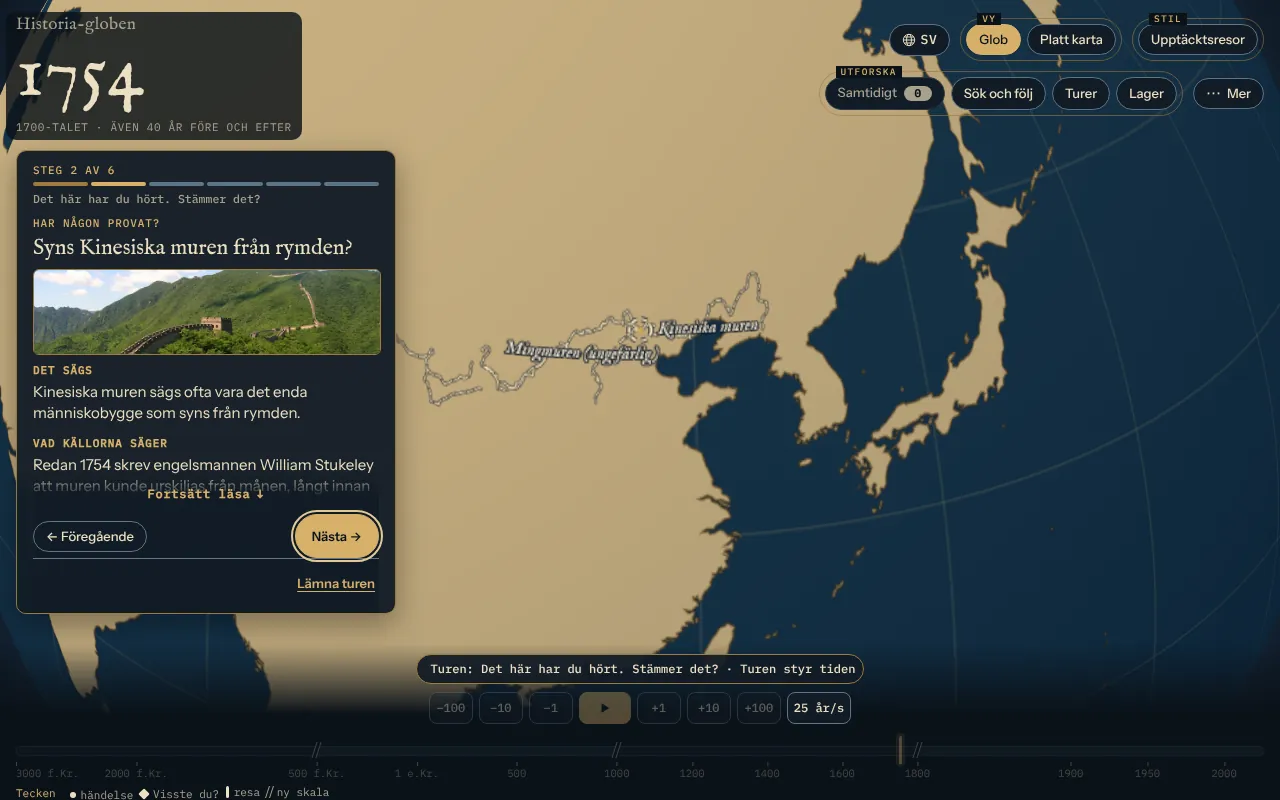 Historia-globen
1754
1700-TALET · ÄVEN 40 ÅR FÖRE OCH EFTER
SV
VY
Glob
Platt karta
STIL
Upptäcktsresor
UTFORSKA
Samtidigt 0
Sök och följ
Turer
Lager
··· Mer
STEG 2 AV 6
Det här har du hört. Stämmer det?
HAR NÅGON PROVAT?
Syns Kinesiska muren från rymden?
DET SÄGS
Kinesiska muren sägs ofta vara det enda
människobygge som syns från rymden.
VAD KÄLLORNA SÄGER
Redan 1754 skrev engelsmannen William Stukeley
att muren kunde urskiljas från månen, långt innan
Fortsätt läsa ↓
← Föregående
Nästa →
Lämna turen
Kinesiska muren
Mingmuren (ungefärlig)
Turen: Det här har du hört. Stämmer det? · Turen styr tiden
−100
−10
−1
+1
+10
+100
25 år/s
3000 f.Kr.
2000 f.Kr.
500 f.Kr.
1 e.Kr.
500
1000
1200
1400
1600
1800
1900
1950
2000
Tecken
händelse
Visste du?
resa
// ny skala